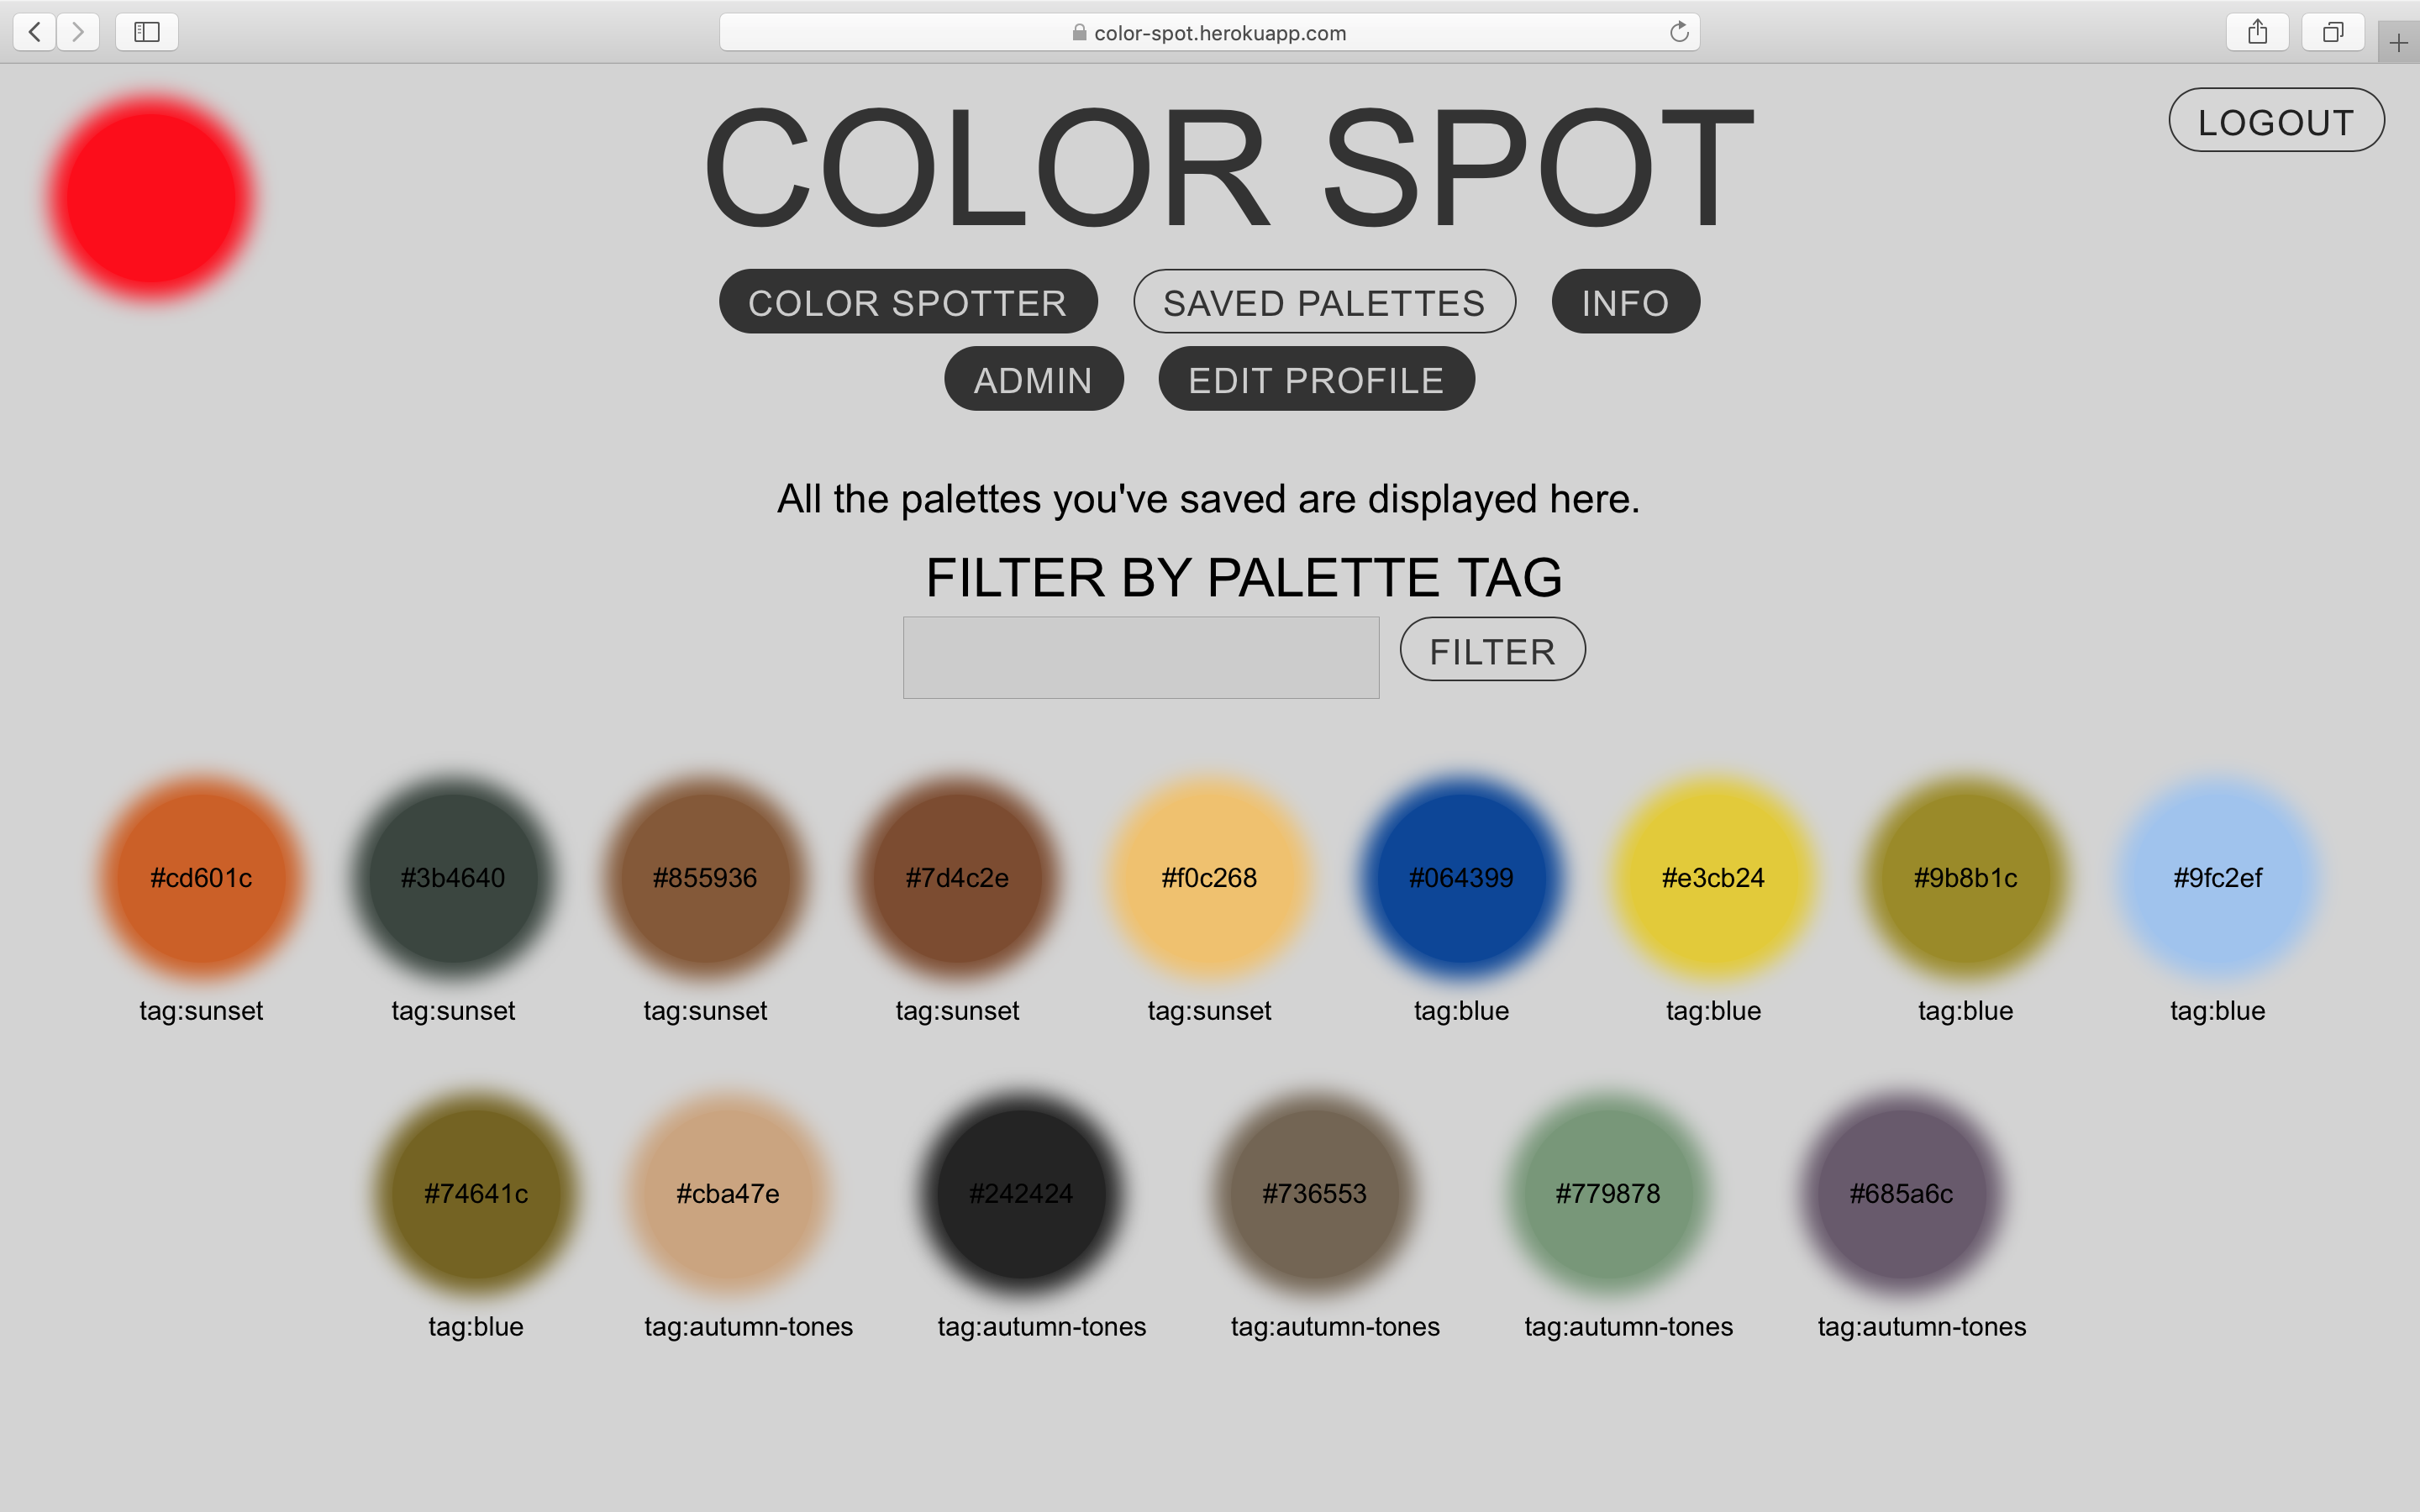 color-spot.herokuapp.com
COLOR SPOT
LOGOUT
COLOR SPOTTER SAVED PALETTES INFO
ADMIN EDIT PROFILE
All the palettes you've saved are displayed here.
FILTER BY PALETTE TAG
FILTER
#cd601c #3b4640 #855936 #7d4c2e #f0c268 #064399 #e3cb24 #9b8b1c #9fc2ef
tag:sunset tag:sunset tag:sunset tag:sunset tag:sunset tag:blue tag:blue tag:blue tag:blue
#74641c #cba47e #242424 #736553 #779878 #685a6c
tag:blue tag:autumn-tones tag:autumn-tones tag:autumn-tones tag:autumn-tones tag:autumn-tones